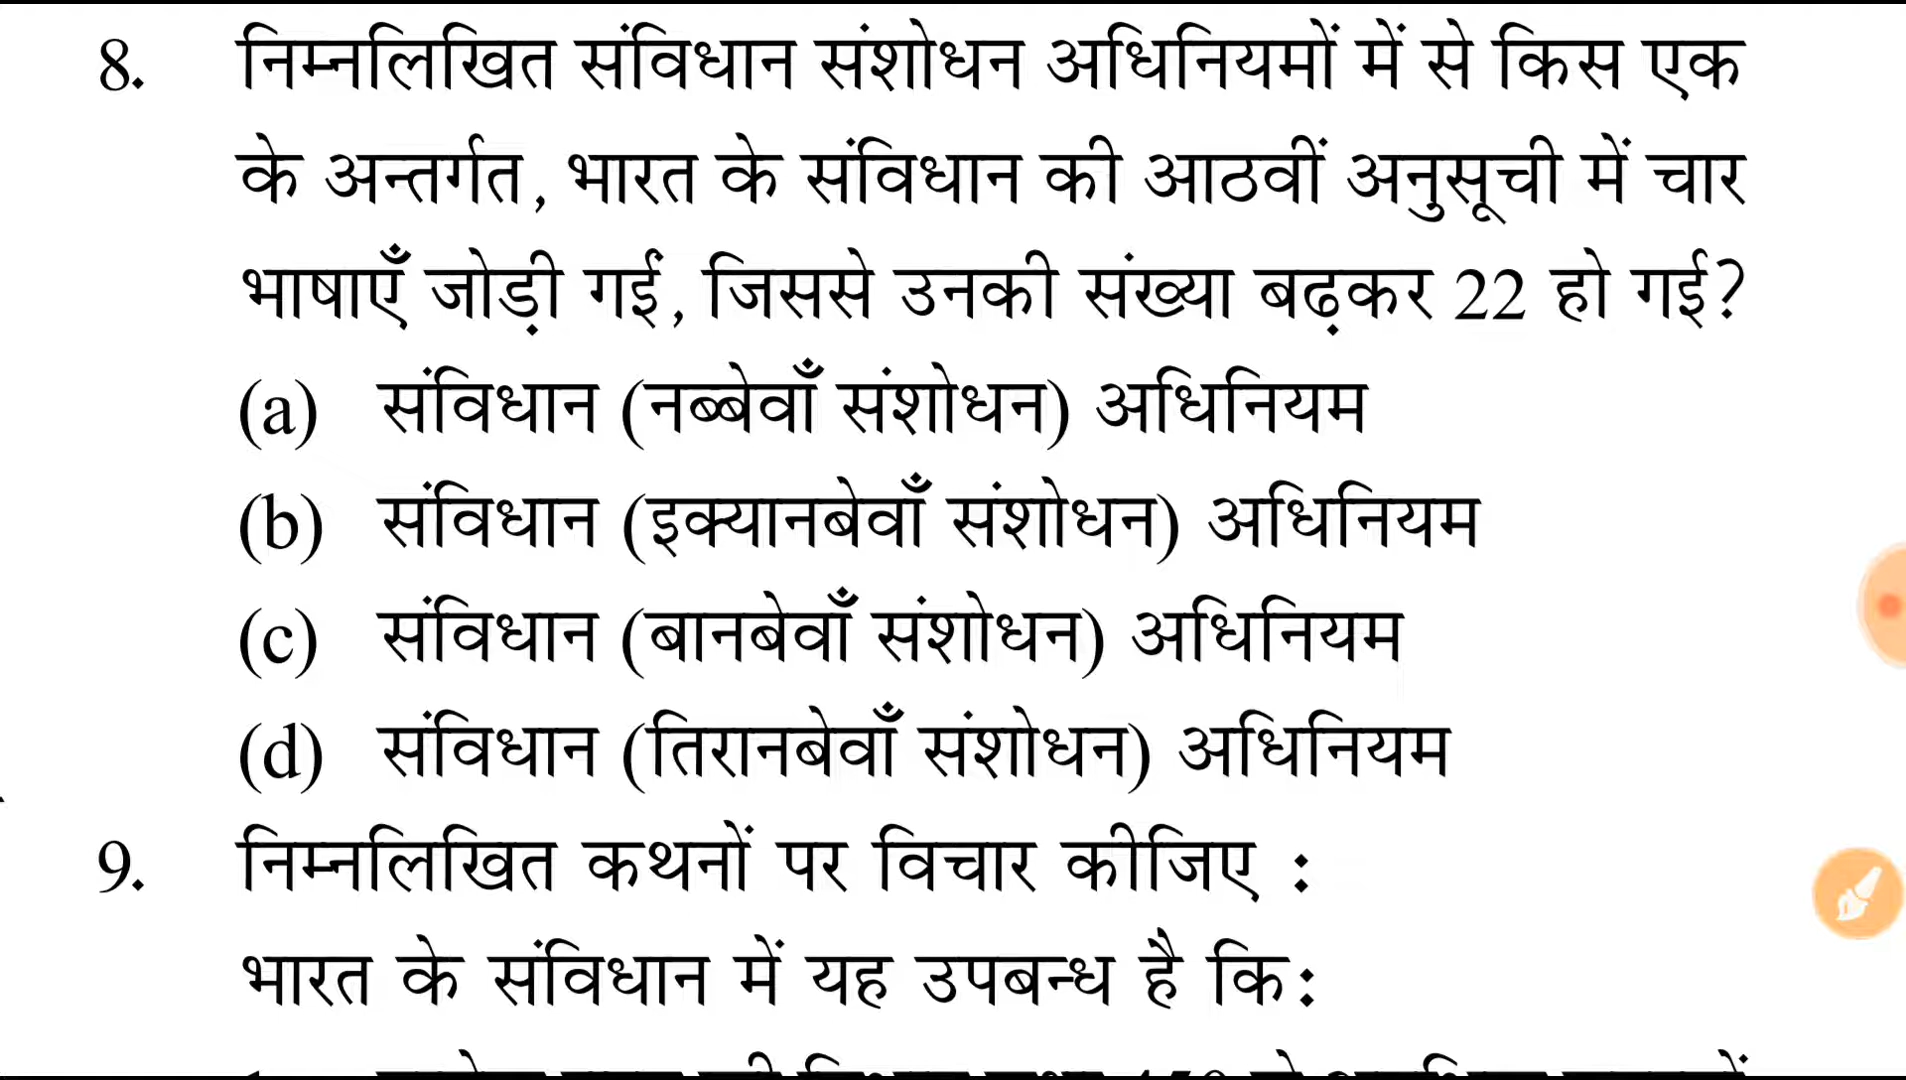 8. निम्नलिखित संविधान संशोधन अधिनियमों में से किस एक
के अन्तर्गत, भारत के संविधान की आठवीं अनुसूची में चार
भाषाएँ जोड़ी गईं, जिससे उनकी संख्या बढ़कर 22 हो गई?
(a) संविधान (नब्बेवाँ संशोधन) अधिनियम
(b) संविधान (इक्यानबेवाँ संशोधन) अधिनियम
(c) संविधान (बानबेवाँ संशोधन) अधिनियम
(d) संविधान (तिरानबेवाँ संशोधन) अधिनियम
9. निम्नलिखित कथनों पर विचार कीजिए :
भारत के संविधान में यह उपबन्ध है कि: